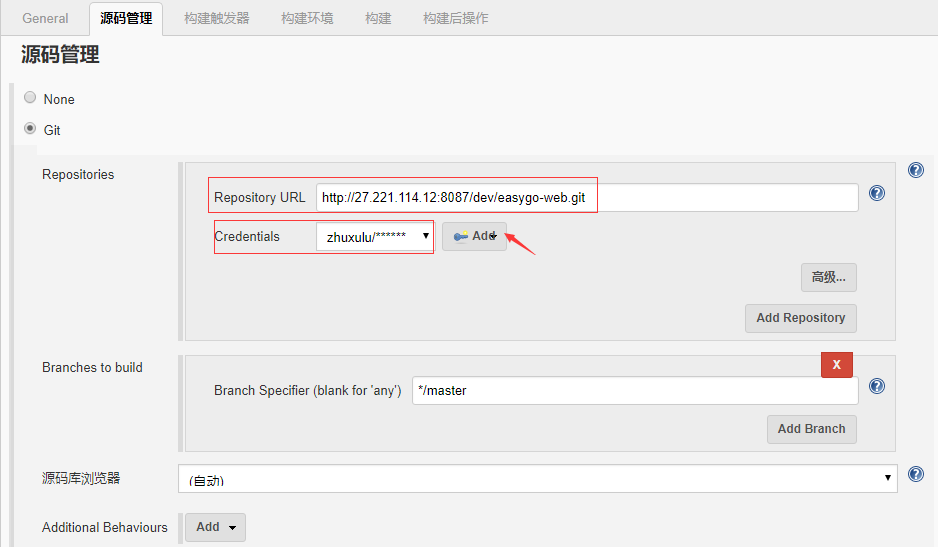 General 源码管理 构建触发器 构建环境 构建 构建后操作
源码管理
None
Git
Repositories
Repository URL http://27.221.114.12:8087/dev/easygo-web.git
Credentials zhuxulu/****** Add
高级...
Add Repository
Branches to build
X
Branch Specifier (blank for 'any') */master
Add Branch
源码库浏览器 (自动)
Additional Behaviours Add